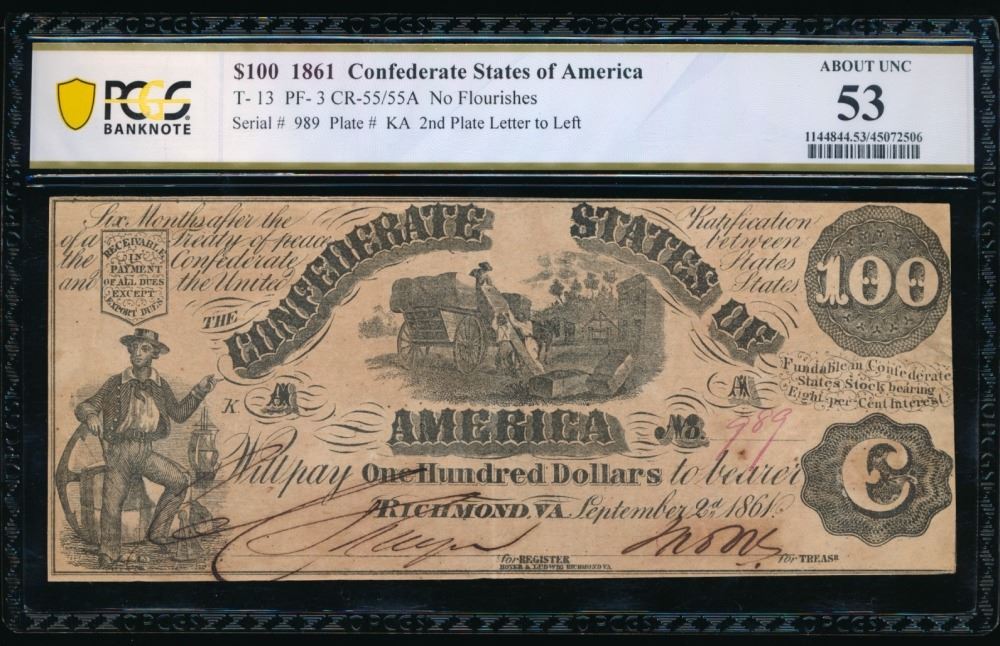 $100 1861 Confederate States of America
T- 13 PF- 3 CR-55/55A No Flourishes
Serial # 989 Plate # KA 2nd Plate Letter to Left
PCGS
BANKNOTE
ABOUT UNC
53
1144844.53/45072506
Six Months after the Ratification
of a Treaty of peace between
the Confederate States
and the United States
RECEIVABLE
IN
PAYMENT
OF ALL DUES
EXCEPT
EXPORT DUES
THE
CONFEDERATE STATES OF
AMERICA
100
Fundable in Confederate
States Stock bearing
Eight per Cent Interest
K A A
No. 989
Will pay One Hundred Dollars to bearer
C
RICHMOND, VA September 2d, 1861
for REGISTER
HOYER & LUDWIG RICHMOND VA
for TREASR